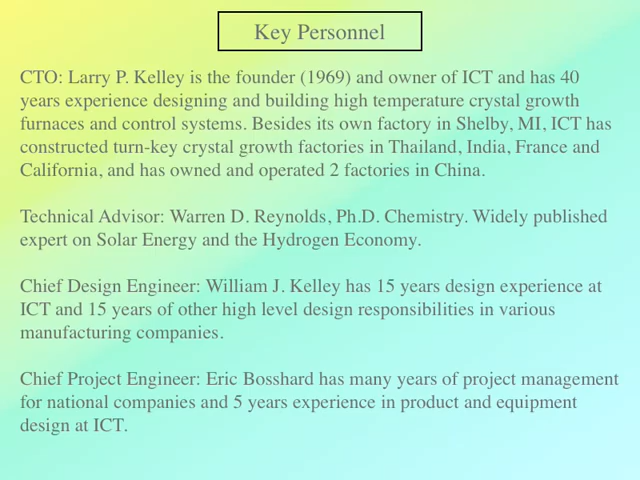 Key Personnel
CTO: Larry P. Kelley is the founder (1969) and owner of ICT and has 40
years experience designing and building high temperature crystal growth
furnaces and control systems. Besides its own factory in Shelby, MI, ICT has
constructed turn-key crystal growth factories in Thailand, India, France and
California, and has owned and operated 2 factories in China.
Technical Advisor: Warren D. Reynolds, Ph.D. Chemistry. Widely published
expert on Solar Energy and the Hydrogen Economy.
Chief Design Engineer: William J. Kelley has 15 years design experience at
ICT and 15 years of other high level design responsibilities in various
manufacturing companies.
Chief Project Engineer: Eric Bosshard has many years of project management
for national companies and 5 years experience in product and equipment
design at ICT.